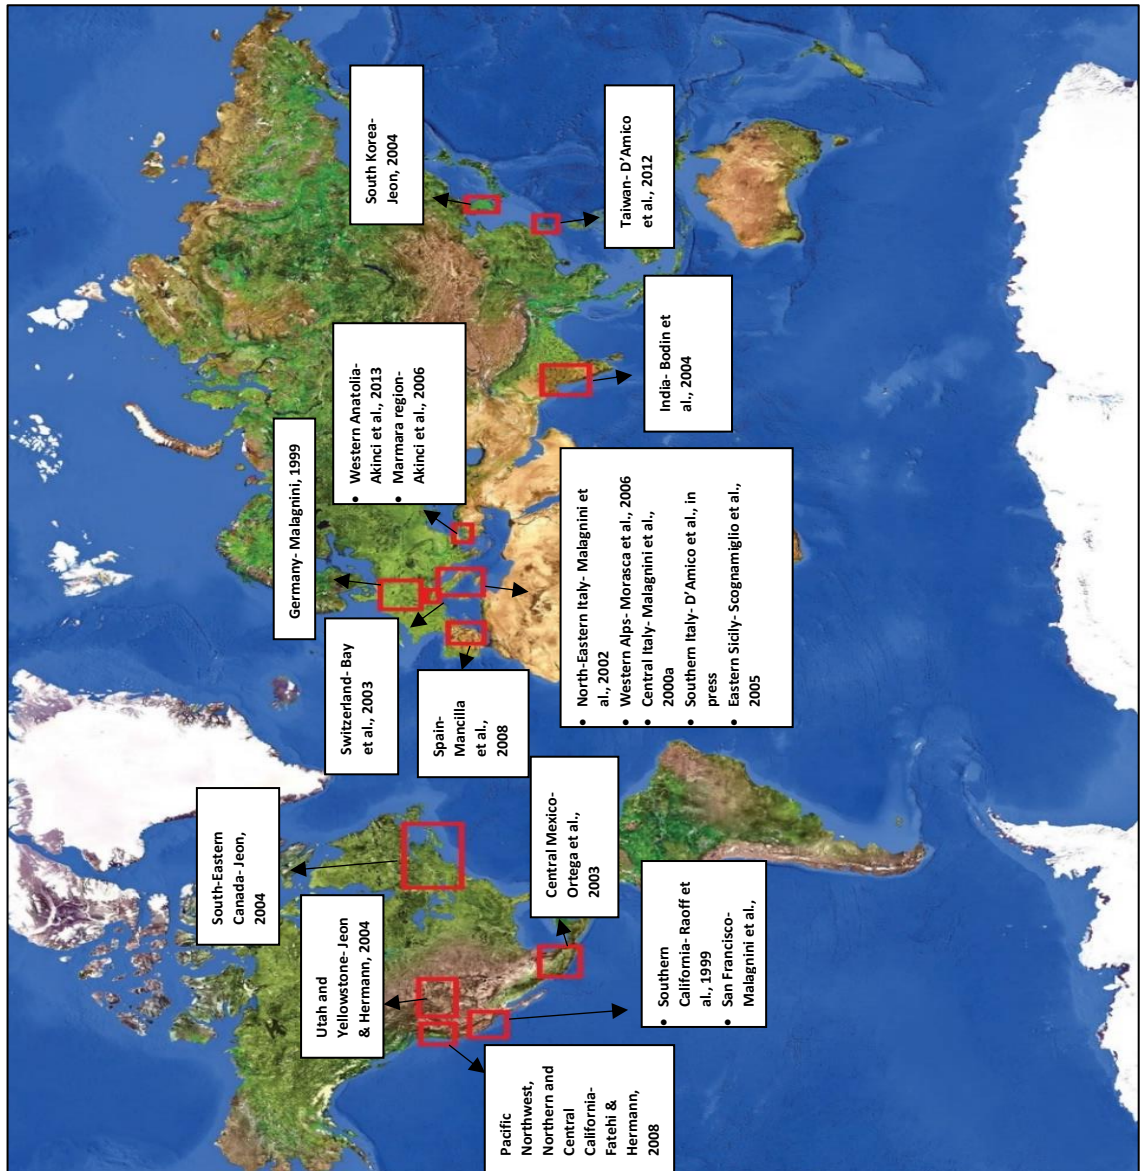 South-Eastern
Canada- Jeon,
2004
Germany- Malagnini, 1999
Utah and
Yellowstone- Jeon
& Hermann, 2004
Switzerland- Bay
et al., 2003
• Western Anatolia-
Akinci et al., 2013
• Marmara region-
Akinci et al., 2006
South Korea-
Jeon, 2004
Spain-
Mancilla
et al.,
2008
Pacific
Northwest,
Northern and
Central
California-
Fatehi &
Hermann,
2008
Central Mexico-
Ortega et al.,
2003
• North-Eastern Italy- Malagnini et
al., 2002
• Western Alps- Morasca et al., 2006
• Central Italy- Malagnini et al.,
2000a
• Southern Italy- D'Amico et al., in
press
• Eastern Sicily- Scognamiglio et al.,
2005
Taiwan- D'Amico
et al., 2012
• Southern
California- Raoff et
al., 1999
• San Francisco-
Malagnini et al.,
India- Bodin et
al., 2004